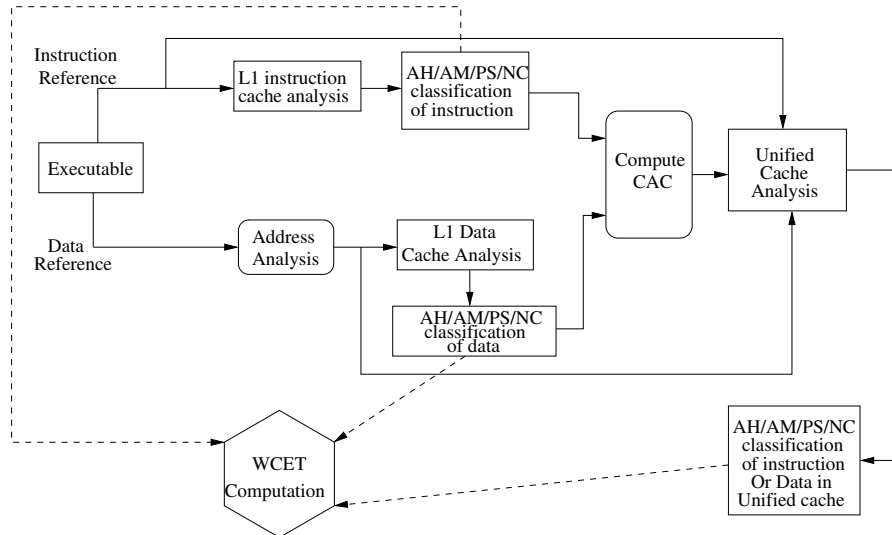 Instruction
Reference
L1 instruction
cache analysis
AH/AM/PS/NC
classification
of instruction
Executable
Compute
CAC
Unified
Cache
Analysis
Data
Reference
Address
Analysis
L1 Data
Cache Analysis
AH/AM/PS/NC
classification
of data
WCET
Computation
AH/AM/PS/NC
classification
of instruction
Or Data in
Unified cache